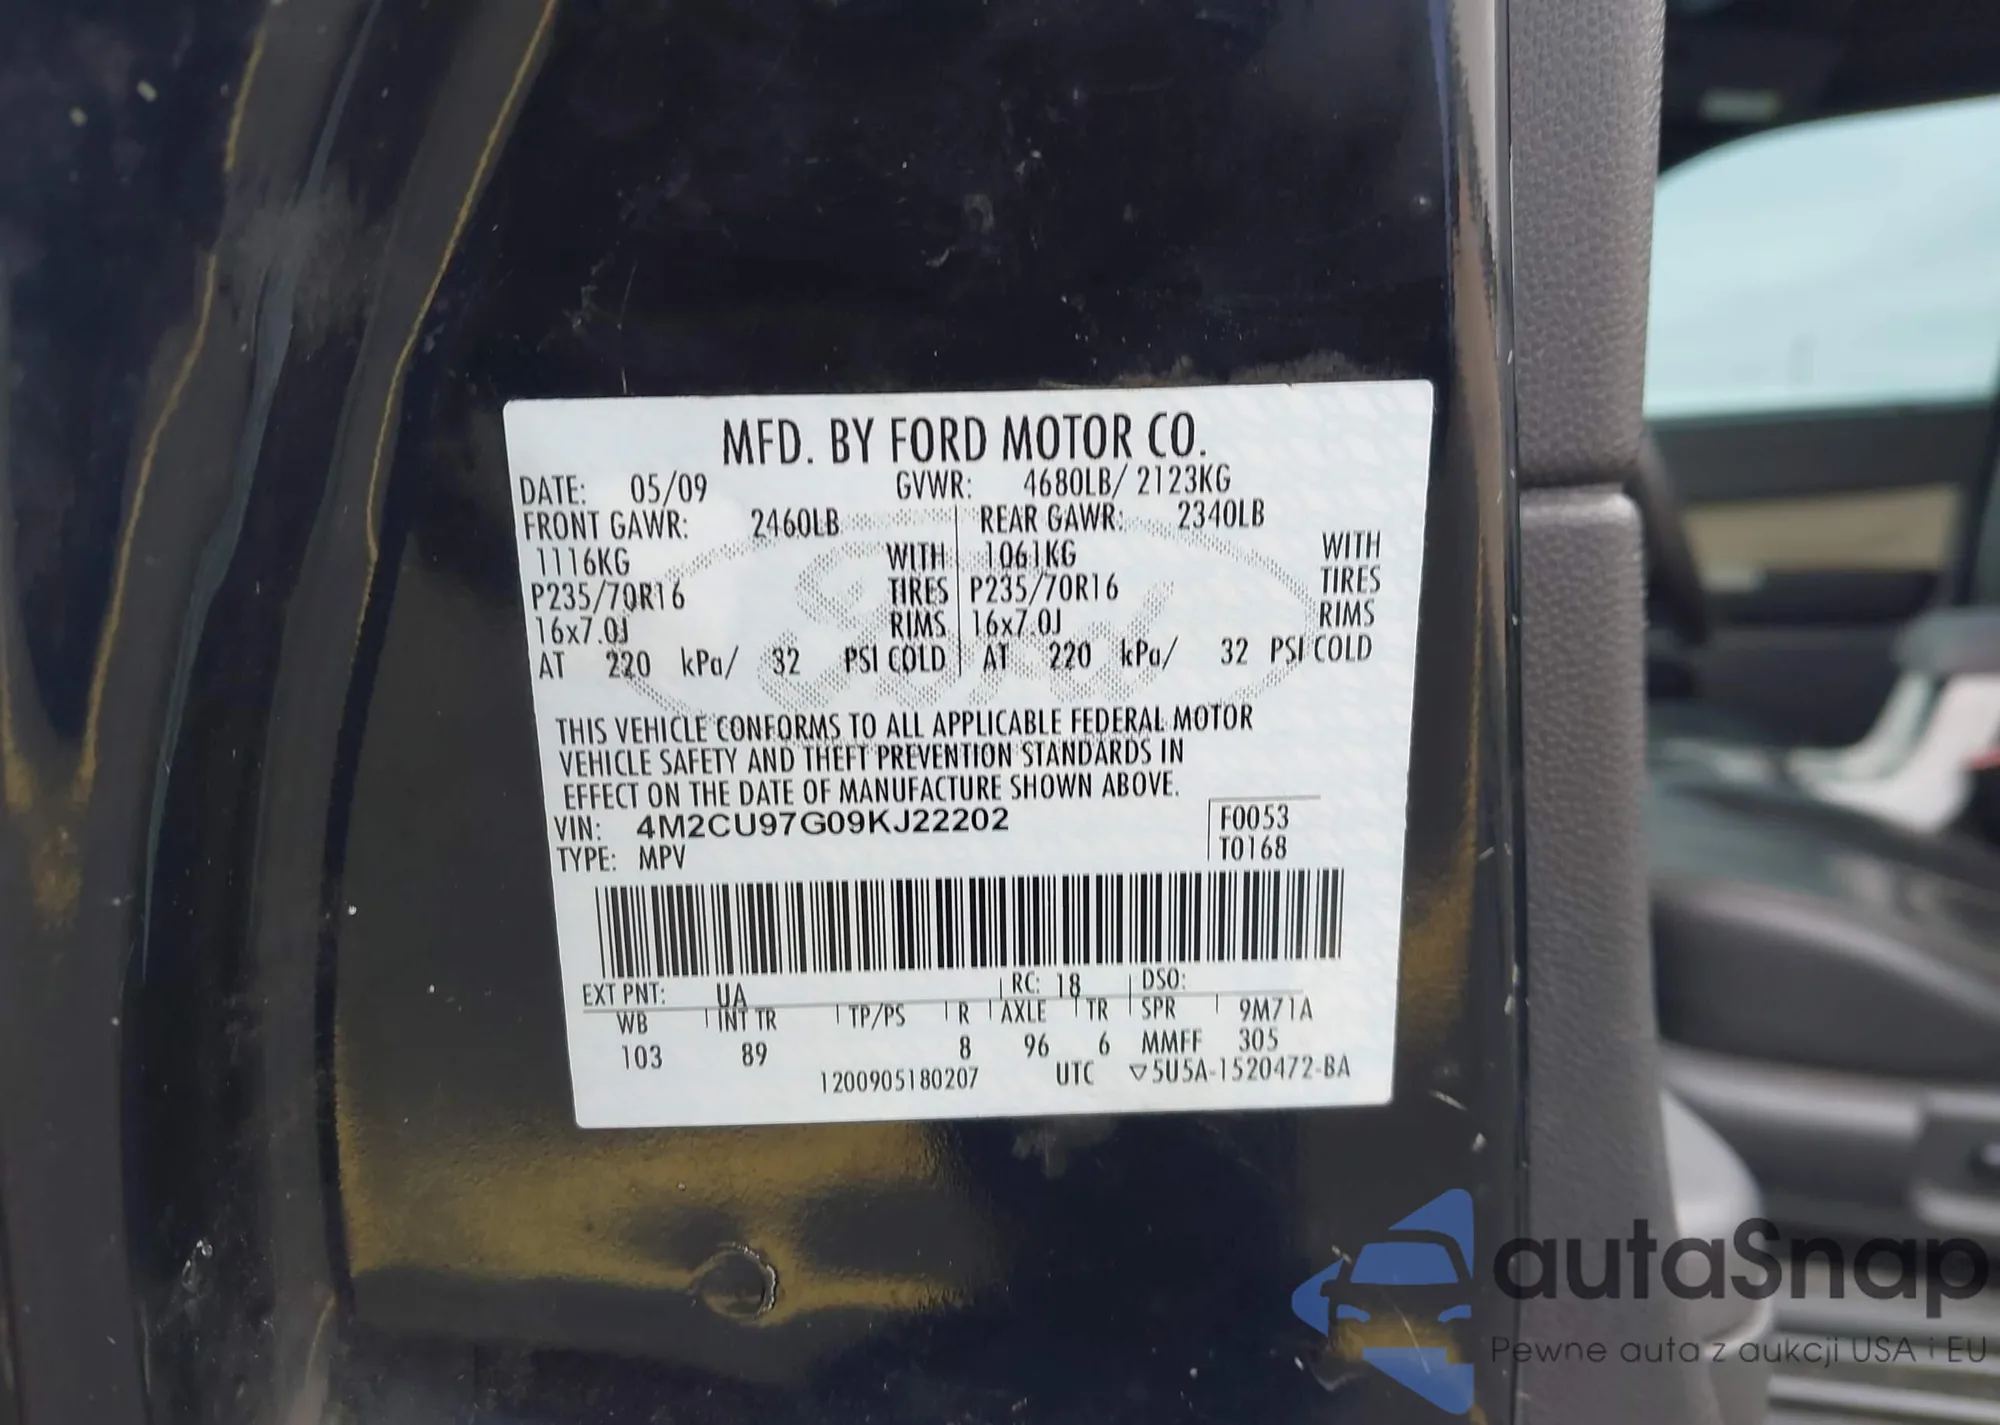 MFD. BY FORD MOTOR CO.
DATE: 05/09 GVWR: 4680LB/ 2123KG
FRONT GAWR: 2460LB REAR GAWR: 2340LB
1116KG WITH 1061KG WITH
P235/70R16 TIRES P235/70R16 TIRES
16x7.0J RIMS 16x7.0J RIMS
AT 220 kPa/ 32 PSI COLD AT 220 kPa/ 32 PSI COLD
THIS VEHICLE CONFORMS TO ALL APPLICABLE FEDERAL MOTOR
VEHICLE SAFETY AND THEFT PREVENTION STANDARDS IN
EFFECT ON THE DATE OF MANUFACTURE SHOWN ABOVE.
VIN: 4M2CU97G09KJ22202 F0053
TYPE: MPV T0168
EXT PNT: UA RC: 18 DSO:
WB INT TR TP/PS R AXLE TR SPR 9M71A
103 89 8 96 6 MMFF 305
1200905180207 UTC ▽5U5A-1520472-BA
autaSnap
Pewne auta z aukcji USA i EU